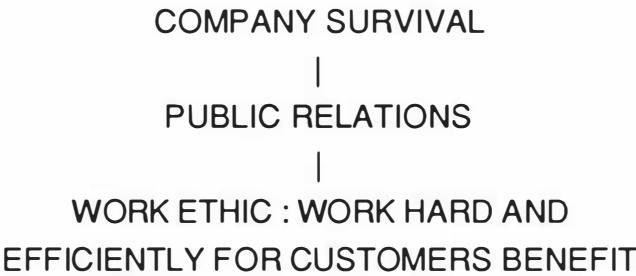 COMPANY SURVIVAL
PUBLIC RELATIONS
WORK ETHIC : WORK HARD AND
EFFICIENTLY FOR CUSTOMERS BENEFIT